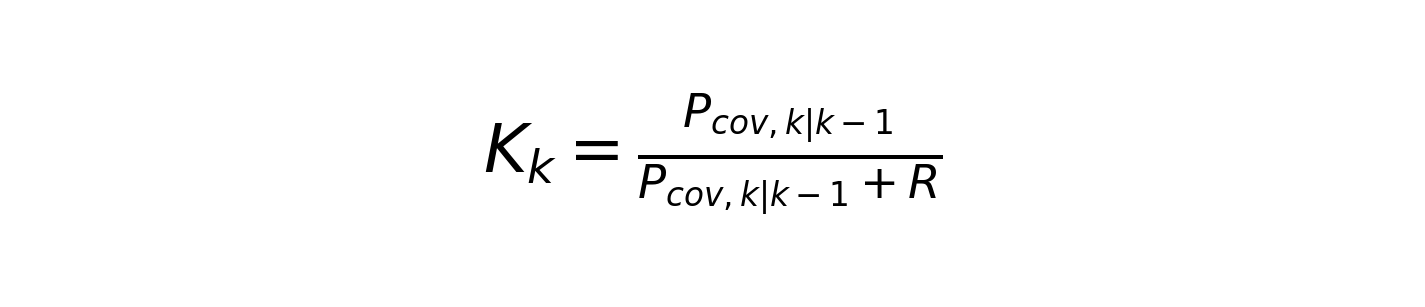 $K_k = \frac{P_{cov,k|k-1}}{P_{cov,k|k-1} + R}$